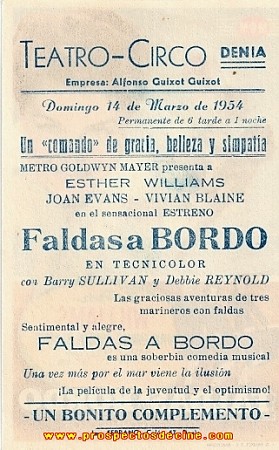 TEATRO-CIRCO DENIA
Empresa: Alfonso Guixot Guixot
Domingo 14 de Marzo de 1954
Permanente de 6 tarde a 1 noche
Un «comando» de gracia, belleza y simpatía
METRO GOLDWYN MAYER presenta a
ESTHER WILLIAMS
JOAN EVANS - VIVIAN BLAINE
en el sensacional ESTRENO
Faldas a BORDO
EN TECNICOLOR
con Barry SULLIVAN y Debbie REYNOLD
Las graciosas aventuras de tres
marineros con faldas
Sentimental y alegre,
FALDAS A BORDO
es una soberbia comedia musical
Una vez más por el mar viene la ilusión
¡La película de la juventud y el optimismo!
- UN BONITO COMPLEMENTO -
www.prospectosdecine.com